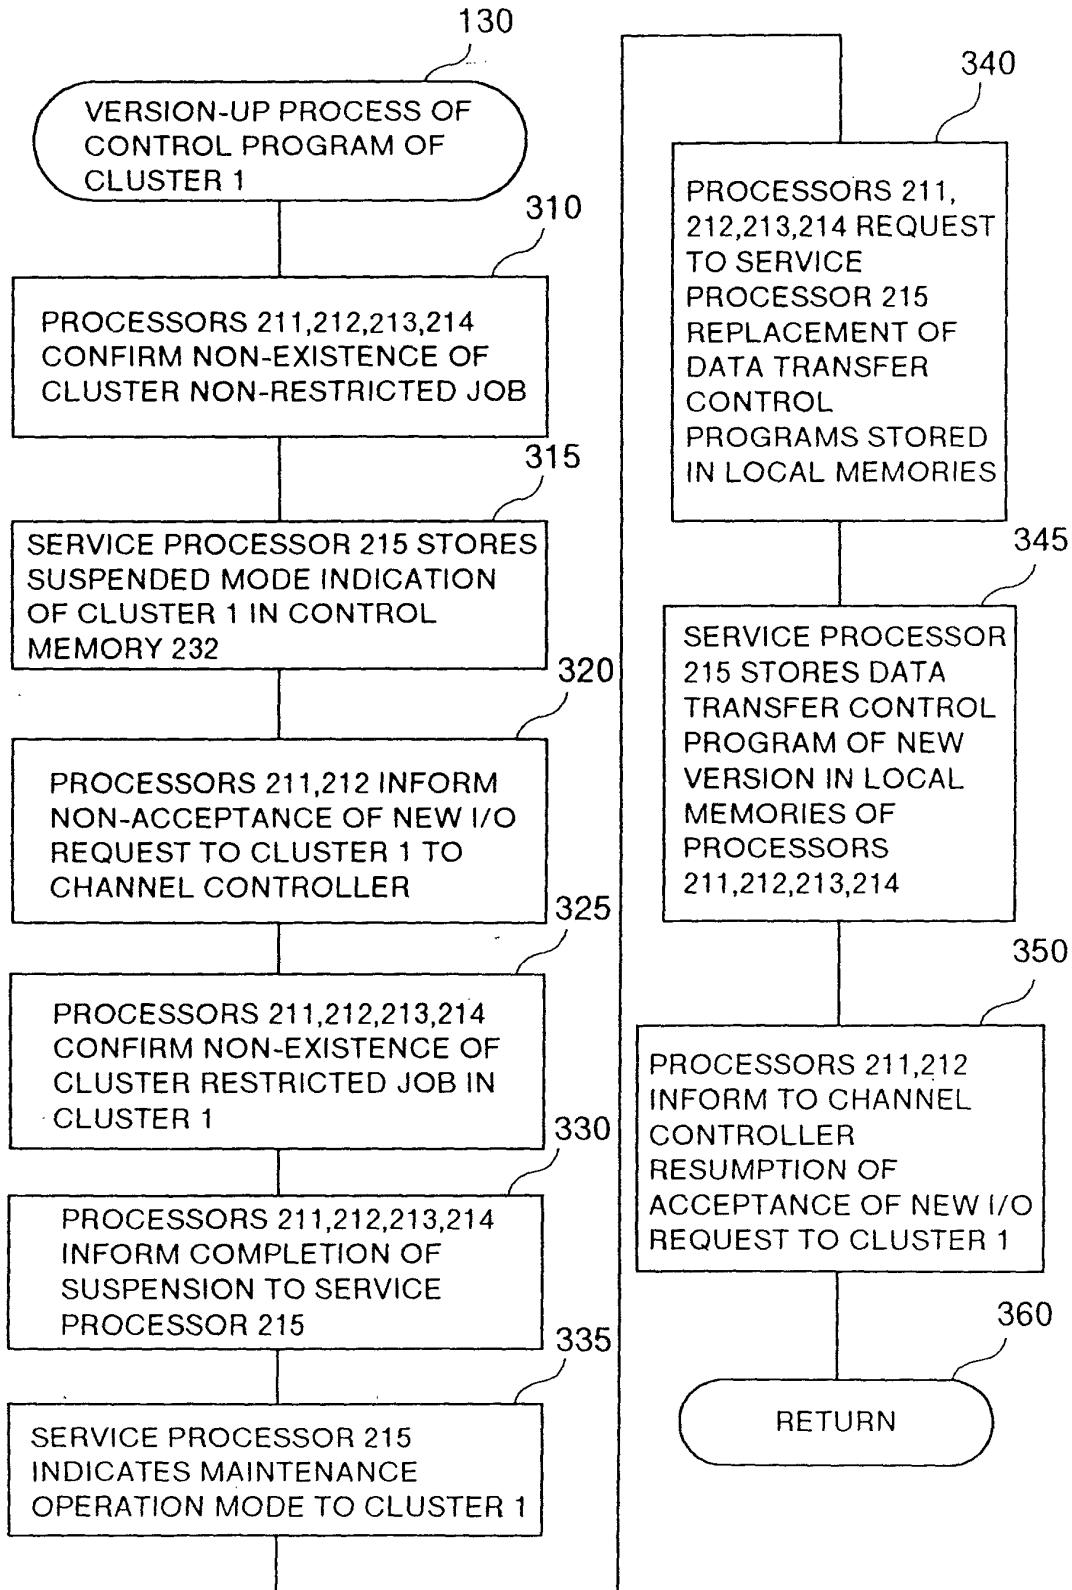 130
VERSION-UP PROCESS OF
CONTROL PROGRAM OF
CLUSTER 1
310
PROCESSORS 211,212,213,214
CONFIRM NON-EXISTENCE OF
CLUSTER NON-RESTRICTED JOB
315
SERVICE PROCESSOR 215 STORES
SUSPENDED MODE INDICATION
OF CLUSTER 1 IN CONTROL
MEMORY 232
320
PROCESSORS 211,212 INFORM
NON-ACCEPTANCE OF NEW I/O
REQUEST TO CLUSTER 1 TO
CHANNEL CONTROLLER
325
PROCESSORS 211,212,213,214
CONFIRM NON-EXISTENCE OF
CLUSTER RESTRICTED JOB IN
CLUSTER 1
330
PROCESSORS 211,212,213,214
INFORM COMPLETION OF
SUSPENSION TO SERVICE
PROCESSOR 215
335
SERVICE PROCESSOR 215
INDICATES MAINTENANCE
OPERATION MODE TO CLUSTER 1
340
PROCESSORS 211,
212,213,214 REQUEST
TO SERVICE
PROCESSOR 215
REPLACEMENT OF
DATA TRANSFER
CONTROL
PROGRAMS STORED
IN LOCAL MEMORIES
345
SERVICE PROCESSOR
215 STORES DATA
TRANSFER CONTROL
PROGRAM OF NEW
VERSION IN LOCAL
MEMORIES OF
PROCESSORS
211,212,213,214
350
PROCESSORS 211,212
INFORM TO CHANNEL
CONTROLLER
RESUMPTION OF
ACCEPTANCE OF NEW I/O
REQUEST TO CLUSTER 1
360
RETURN